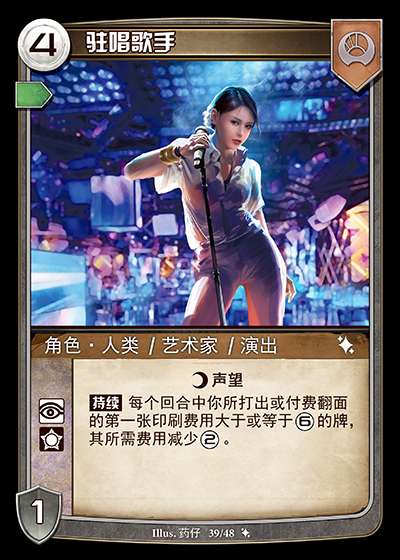 4 驻唱歌手
角色 · 人类 / 艺术家 / 演出
声望
持续 每个回合中你所打出或付费翻面
的第一张印刷费用大于或等于⑥的牌,
其所需费用减少②。
1
Illus. 药仔 39/48